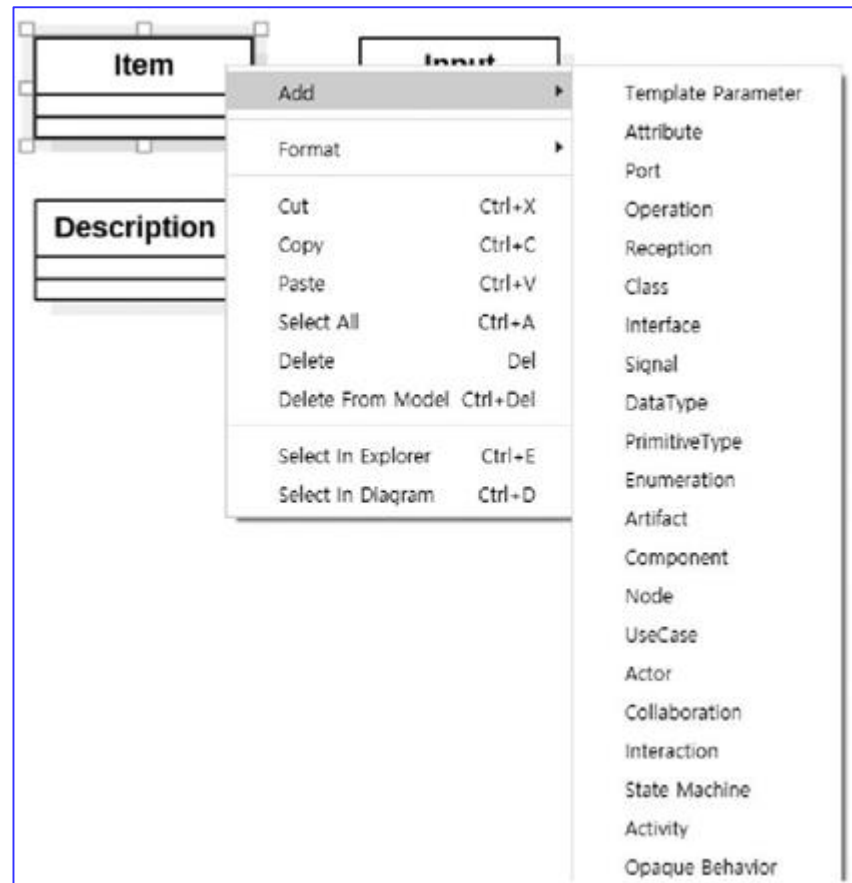 Item
Input
Add
Format
Cut Ctrl+X
Copy Ctrl+C
Paste Ctrl+V
Select All Ctrl+A
Delete Del
Delete From Model Ctrl+Del
Select In Explorer Ctrl+E
Select In Diagram Ctrl+D
Template Parameter
Attribute
Port
Operation
Reception
Class
Interface
Signal
DataType
PrimitiveType
Enumeration
Artifact
Component
Node
UseCase
Actor
Collaboration
Interaction
State Machine
Activity
Opaque Behavior
Description